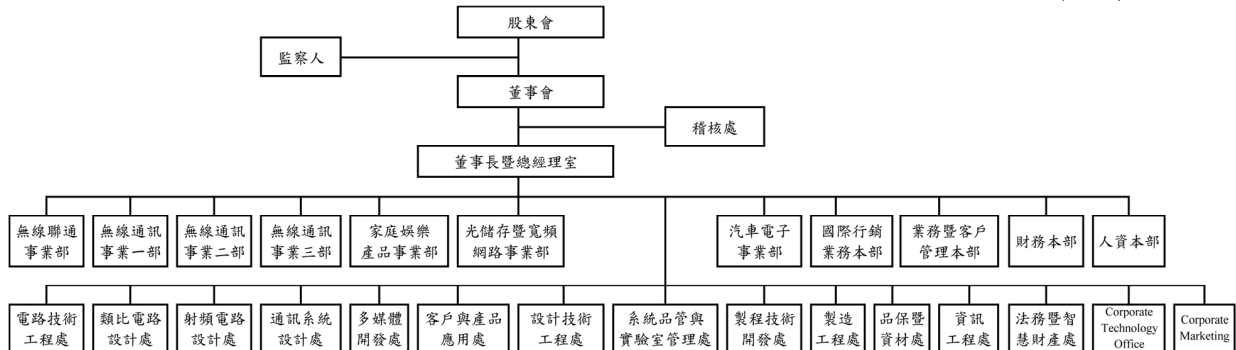 股東會
監察人
董事會
稽核處
董事長暨總經理室
無線聯通
事業部
無線通訊
事業一部
無線通訊
事業二部
無線通訊
事業三部
家庭娛樂
產品事業部
光儲存暨寬頻
網路事業部
汽車電子
事業部
國際行銷
業務本部
業務暨客戶
管理本部
財務本部
人資本部
電路技術
工程處
類比電路
設計處
射頻電路
設計處
通訊系統
設計處
多媒體
開發處
客戶與產品
應用處
設計技術
工程處
系統品管與
實驗室管理處
製程技術
開發處
製造
工程處
品保暨
資材處
資訊
工程處
法務暨智
慧財產處
Corporate
Technology
Office
Corporate
Marketing